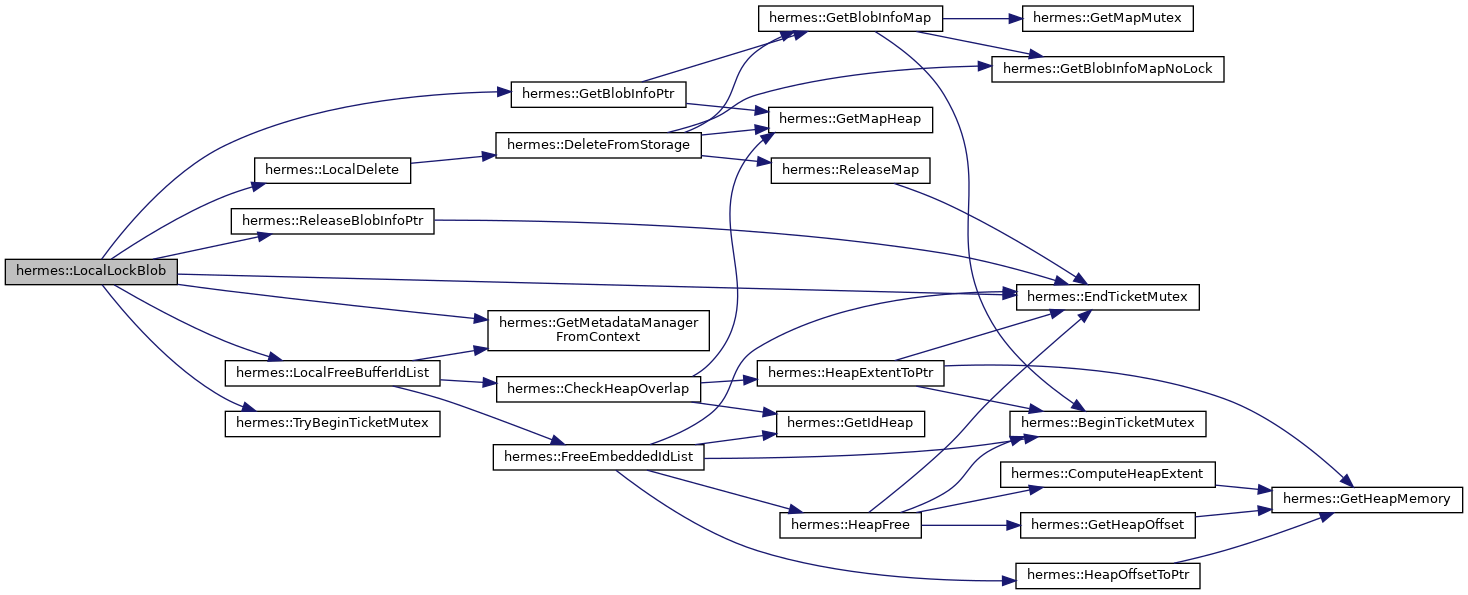 hermes::LocalLockBlob
hermes::GetBlobInfoPtr
hermes::GetBlobInfoMap
hermes::GetMapMutex
hermes::GetBlobInfoMapNoLock
hermes::GetMapHeap
hermes::LocalDelete
hermes::DeleteFromStorage
hermes::ReleaseMap
hermes::EndTicketMutex
hermes::ReleaseBlobInfoPtr
hermes::GetMetadataManager
FromContext
hermes::LocalFreeBufferIdList
hermes::CheckHeapOverlap
hermes::HeapExtentToPtr
hermes::GetIdHeap
hermes::BeginTicketMutex
hermes::TryBeginTicketMutex
hermes::FreeEmbeddedIdList
hermes::HeapFree
hermes::ComputeHeapExtent
hermes::GetHeapOffset
hermes::HeapOffsetToPtr
hermes::GetHeapMemory